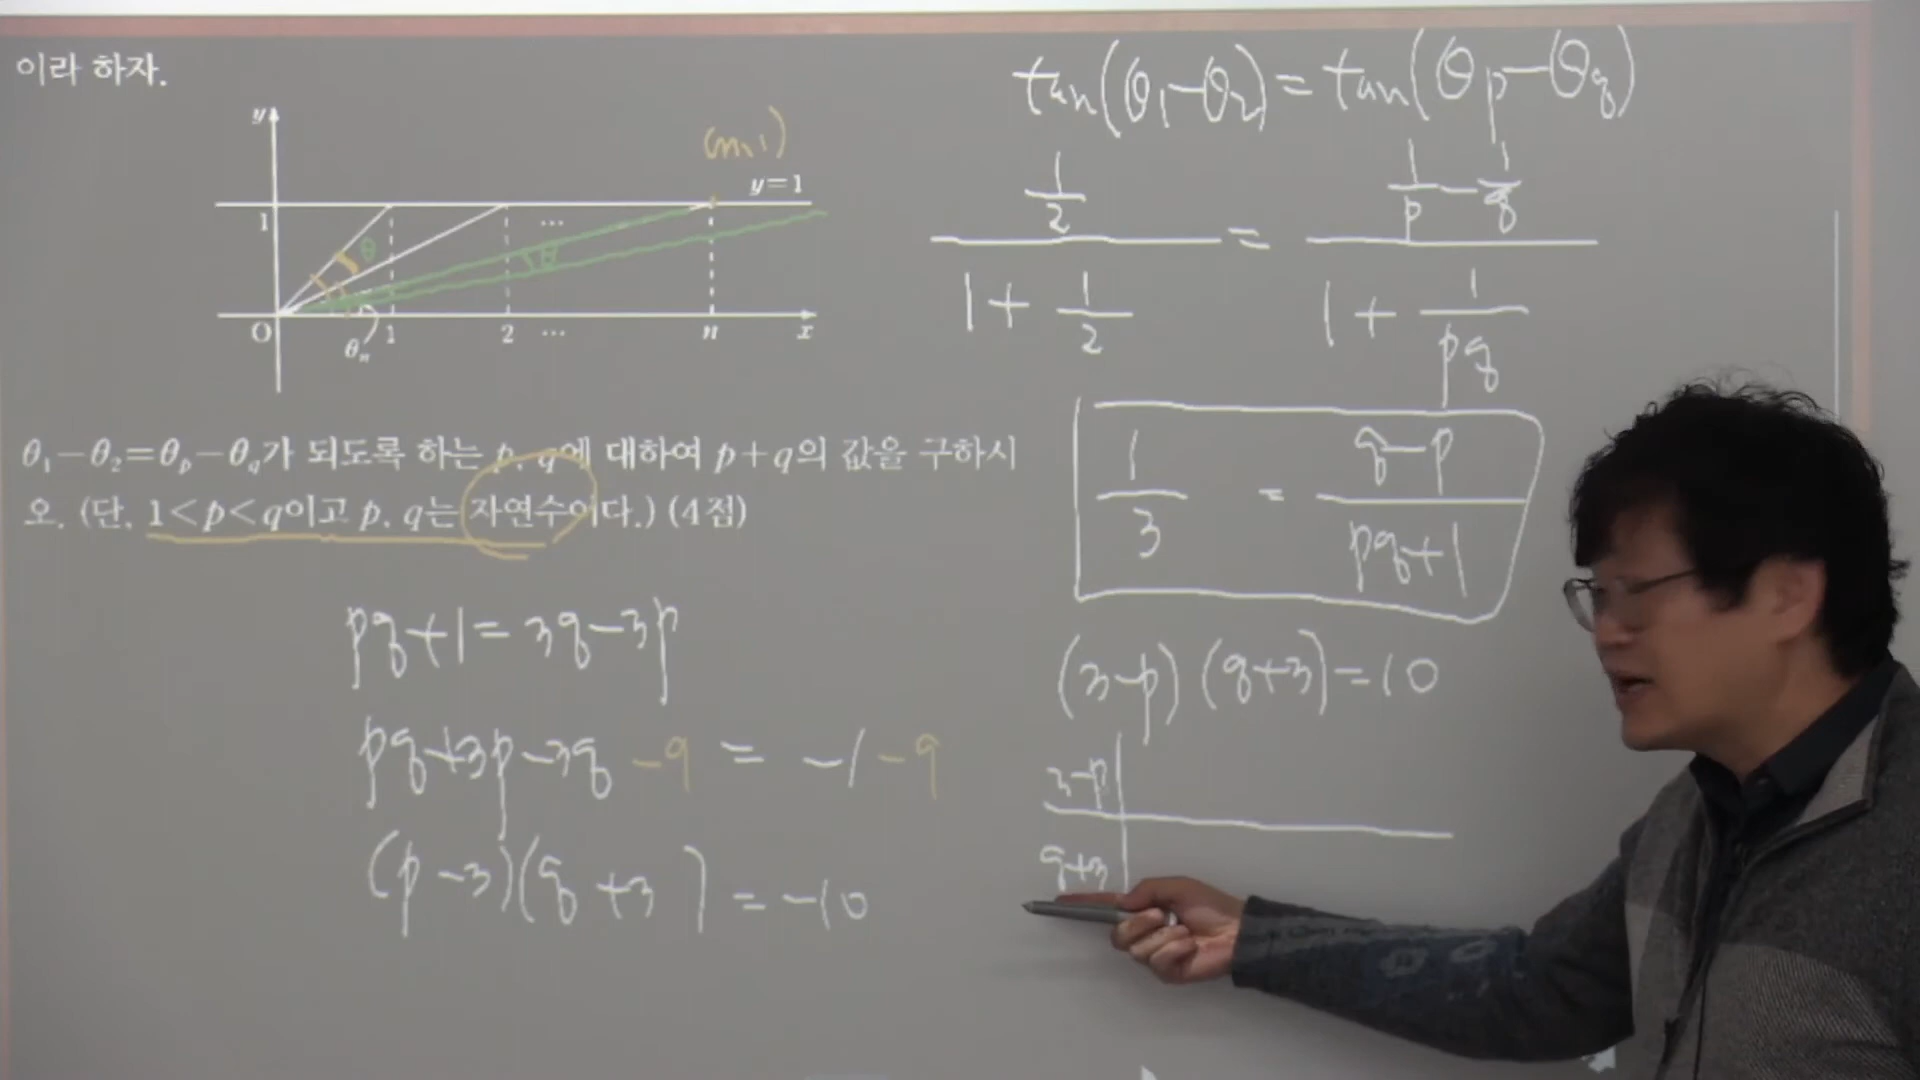 이라 하자.
y
(n, 1)
y=1
1
...
θ
θ
O
θₙ
1
2
...
n
x
θ₁-θ₂=θₚ-θ_q가 되도록 하는 p, q에 대하여 p+q의 값을 구하시
오. (단, 1<p<q이고 p, q는 자연수이다.) (4점)
pq+1=3q-3p
pq+3p-3q-9=-1-9
(p-3)(q+3)=-10
tan(θ₁-θ₂)=tan(θₚ-θ_q)
(1/2)/(1+1/2)=(1/p-1/q)/(1+1/pq)
1/3=(q-p)/(pq+1)
(3-p)(q+3)=10
3-p
q+3